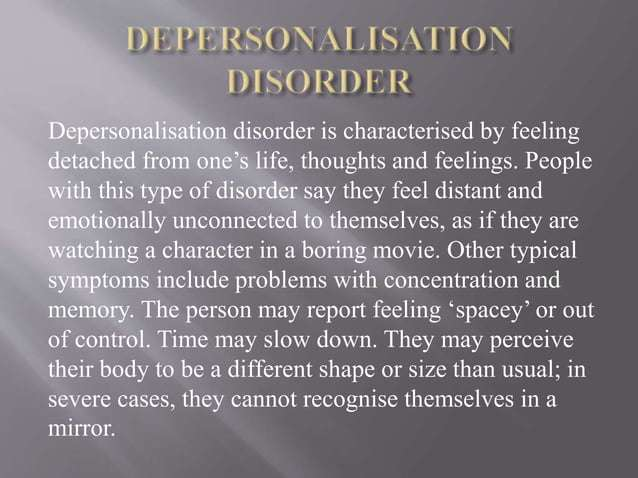 DEPERSONALISATION
DISORDER
Depersonalisation disorder is characterised by feeling
detached from one’s life, thoughts and feelings. People
with this type of disorder say they feel distant and
emotionally unconnected to themselves, as if they are
watching a character in a boring movie. Other typical
symptoms include problems with concentration and
memory. The person may report feeling ‘spacey’ or out
of control. Time may slow down. They may perceive
their body to be a different shape or size than usual; in
severe cases, they cannot recognise themselves in a
mirror.